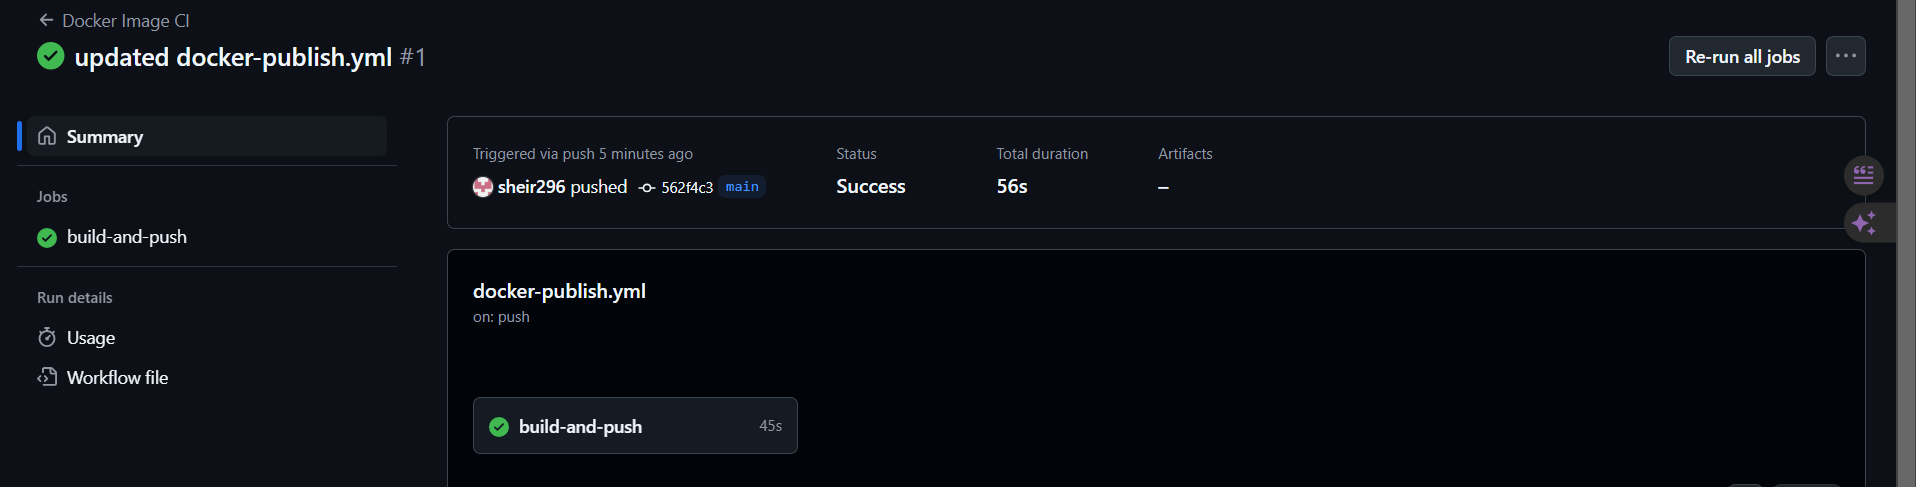 Docker Image CI
updated docker-publish.yml #1
Re-run all jobs
Summary
Jobs
build-and-push
Run details
Usage
Workflow file
Triggered via push 5 minutes ago
sheir296 pushed 562f4c3 main
Status
Success
Total duration
56s
Artifacts
–
docker-publish.yml
on: push
build-and-push 45s